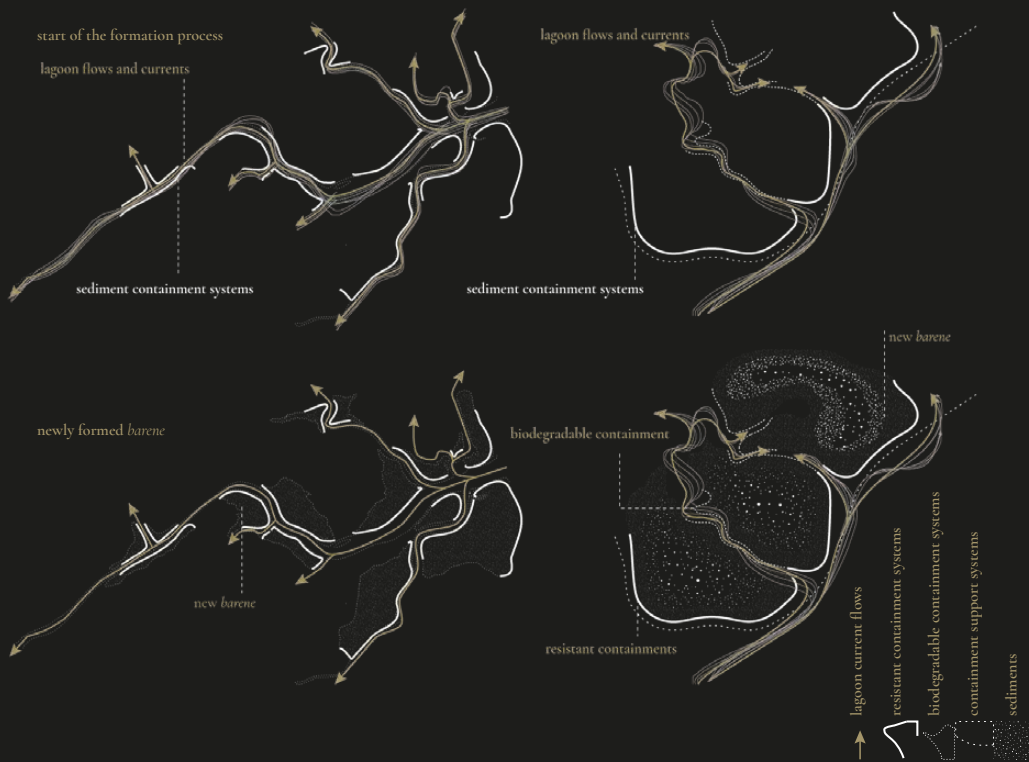 start of the formation process
lagoon flows and currents
lagoon flows and currents
sediment containment systems
sediment containment systems
new barene
newly formed barene
biodegradable containment
new barene
resistant containments
lagoon current flows
resistant containment systems
biodegradable containment systems
containment support systems
sediments